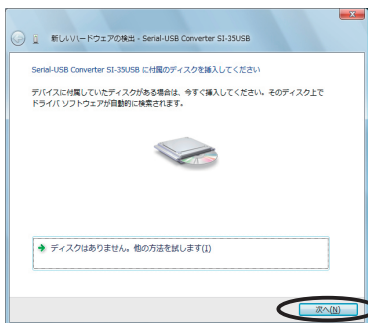 新しいハードウェアの検出 - Serial-USB Converter SI-35USB
Serial-USB Converter SI-35USB に付属のディスクを挿入してください
デバイスに付属していたディスクがある場合は、今すぐ挿入してください。そのディスク上で
ドライバ ソフトウェアが自動的に検索されます。
ディスクはありません。他の方法を試します(I)
次へ(N)